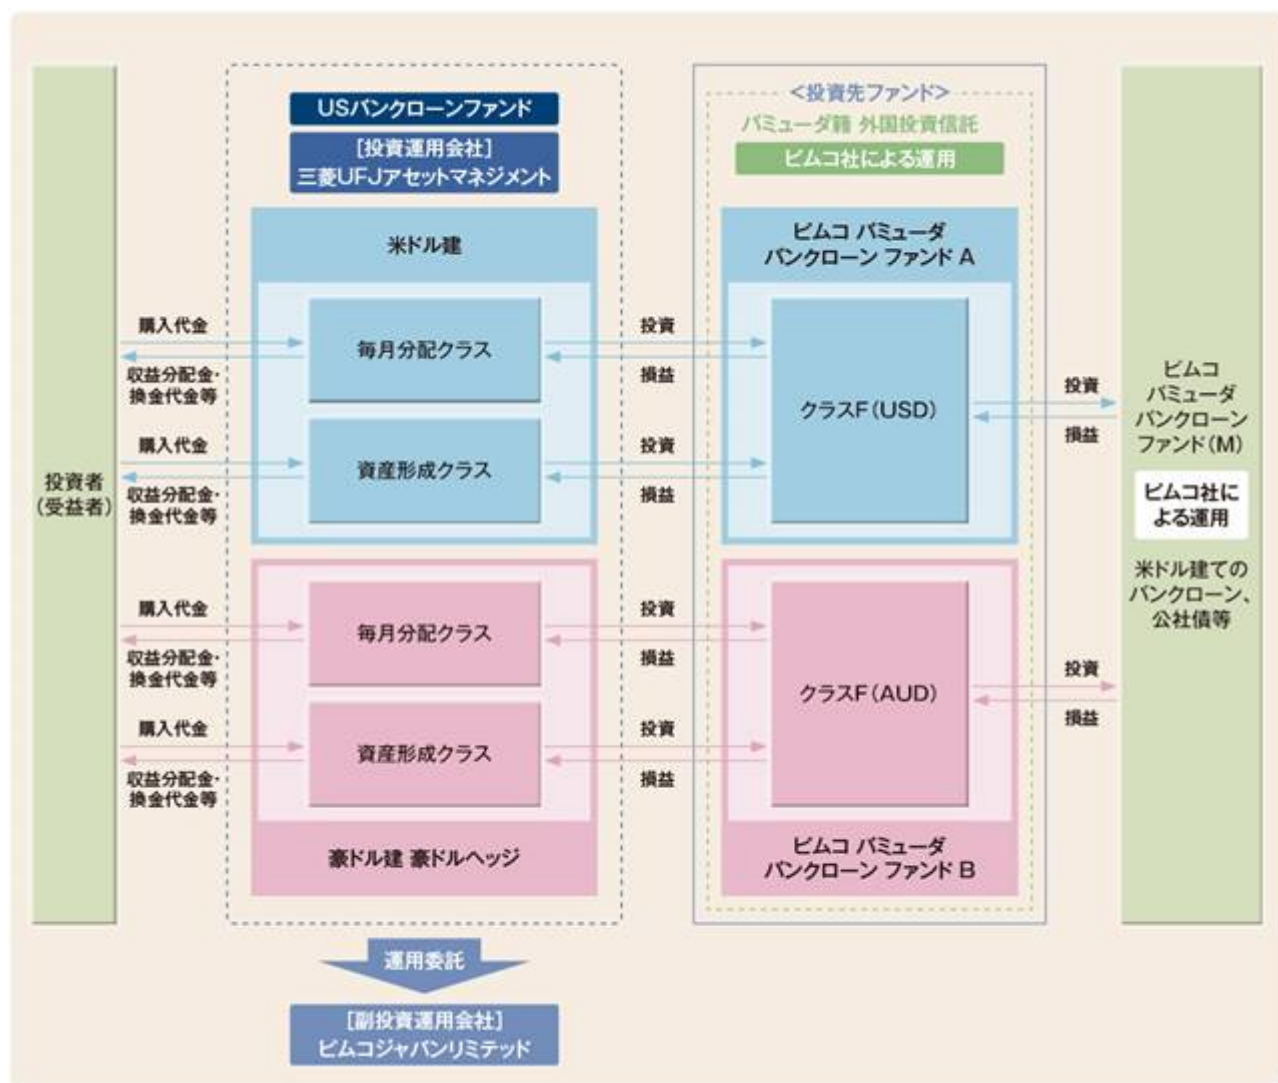 USバンクローンファンド
[投資運用会社]
三菱UFJアセットマネジメント
<投資先ファンド>
バミューダ籍 外国投資信託
ピムコ社による運用
米ドル建
ピムコ バミューダ
バンクローン ファンド A
投資者
(受益者)
購入代金
収益分配金・
換金代金等
毎月分配クラス
投資
損益
購入代金
収益分配金・
換金代金等
資産形成クラス
投資
損益
クラスF(USD)
投資
損益
購入代金
収益分配金・
換金代金等
毎月分配クラス
投資
損益
購入代金
収益分配金・
換金代金等
資産形成クラス
投資
損益
クラスF(AUD)
投資
損益
豪ドル建 豪ドルヘッジ
ピムコ バミューダ
バンクローン ファンド B
ピムコ
バミューダ
バンクローン
ファンド(M)
ピムコ社に
よる運用
米ドル建ての
バンクローン、
公社債等
運用委託
[副投資運用会社]
ピムコジャパンリミテッド